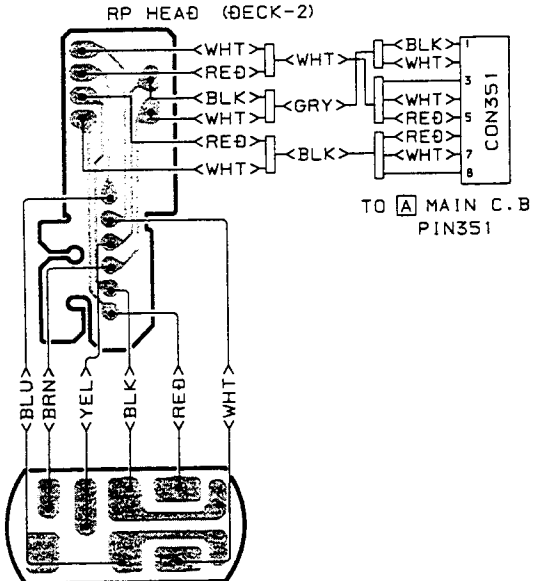 RP HEAD (DECK-2)
<WHT>
<RED>
<BLK>
<WHT>
<RED>
<WHT>
<WHT>
<GRY>
<BLK>
<BLK>
<WHT>
<WHT>
<RED>
<RED>
<WHT>
1
3
5
7
8
CON351
TO A MAIN C.B
PIN351
<BLU>
<BRN>
<YEL>
<BLK>
<RED>
<WHT>